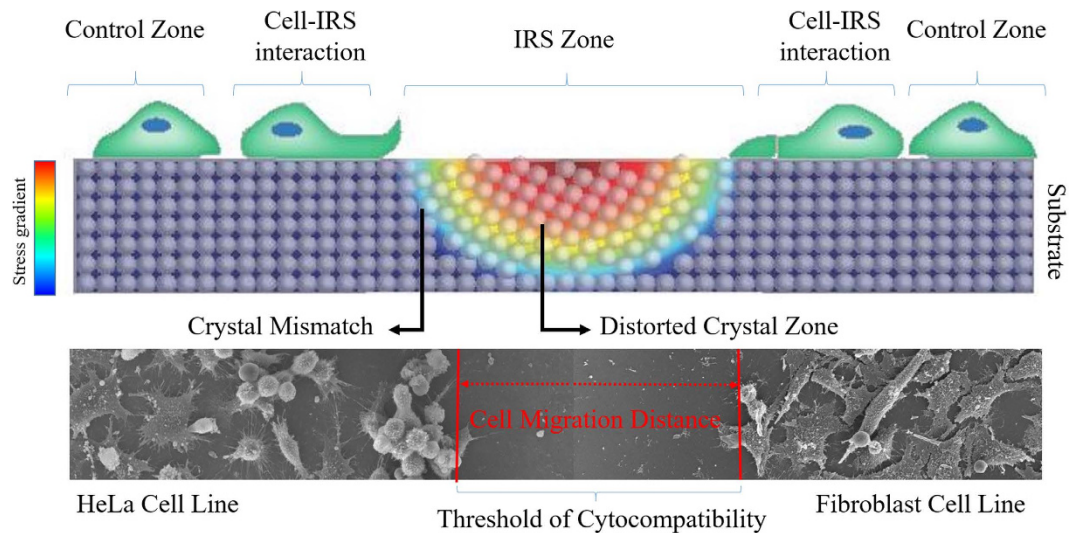 Control Zone
Cell-IRS
interaction
IRS Zone
Cell-IRS
interaction
Control Zone
Stress gradient
Substrate
Crystal Mismatch
Distorted Crystal Zone
Cell Migration Distance
HeLa Cell Line
Threshold of Cytocompatibility
Fibroblast Cell Line